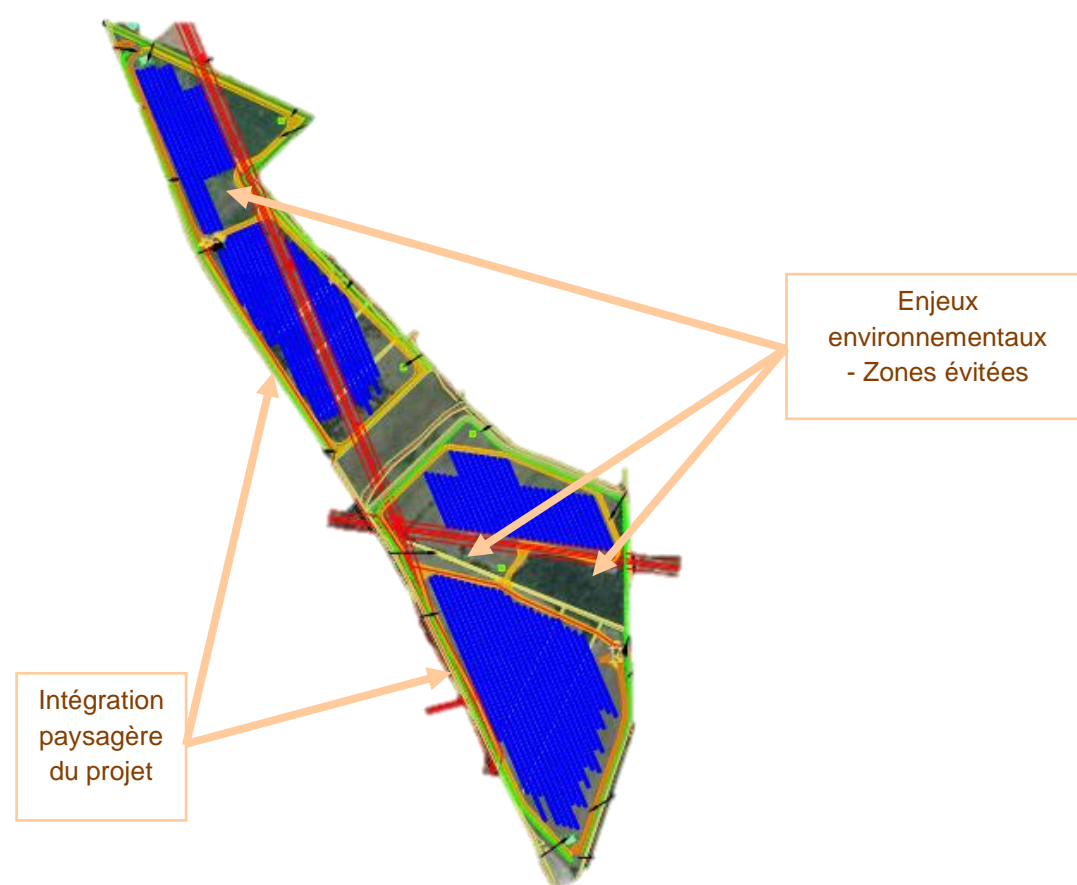 Enjeux
environnementaux
- Zones évitées
Intégration
paysagère
du projet